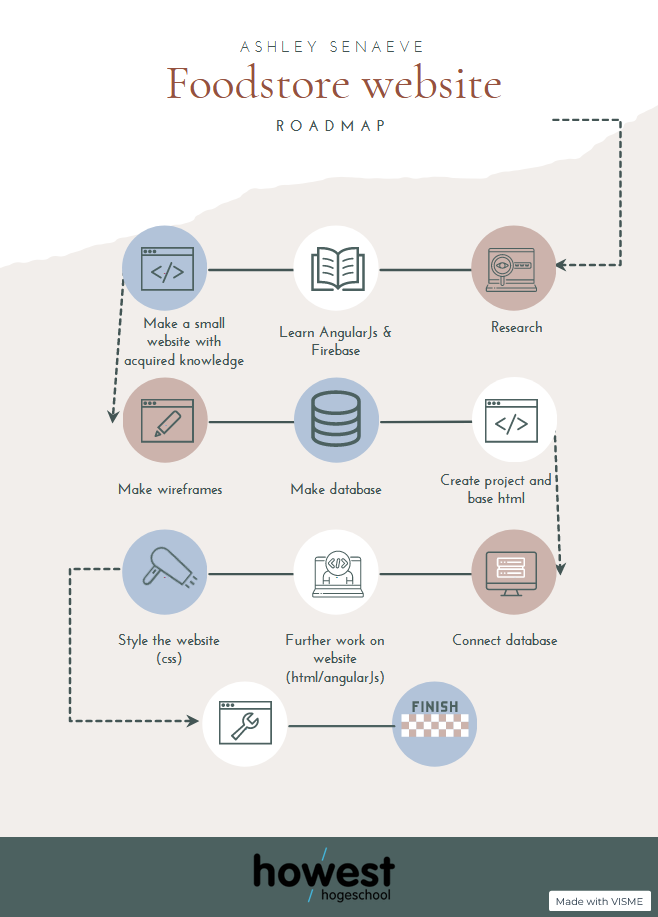 ASHLEY SENAEVE
Foodstore website
ROADMAP
Make a small
website with
acquired knowledge
Learn AngularJs &
Firebase
Research
Make wireframes
Make database
Create project and
base html
Style the website
(css)
Further work on
website
(html/angularJs)
Connect database
FINISH
howest
hogeschool
Made with VISME